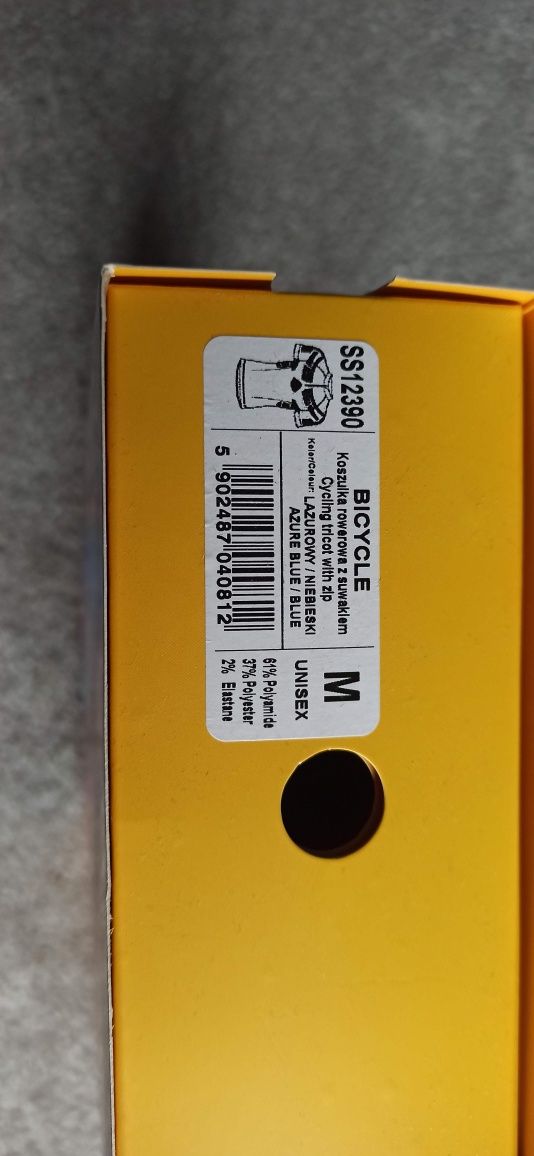 SS12390
BICYCLE
Koszulka rowerowa z suwakiem
Cycling tricot with zip
Kolor/Colour: LAZUROWY / NIEBIESKI
AZURE BLUE / BLUE
5 902487 040812
M
UNISEX
61% Polyamide
37% Polyester
2% Elastane